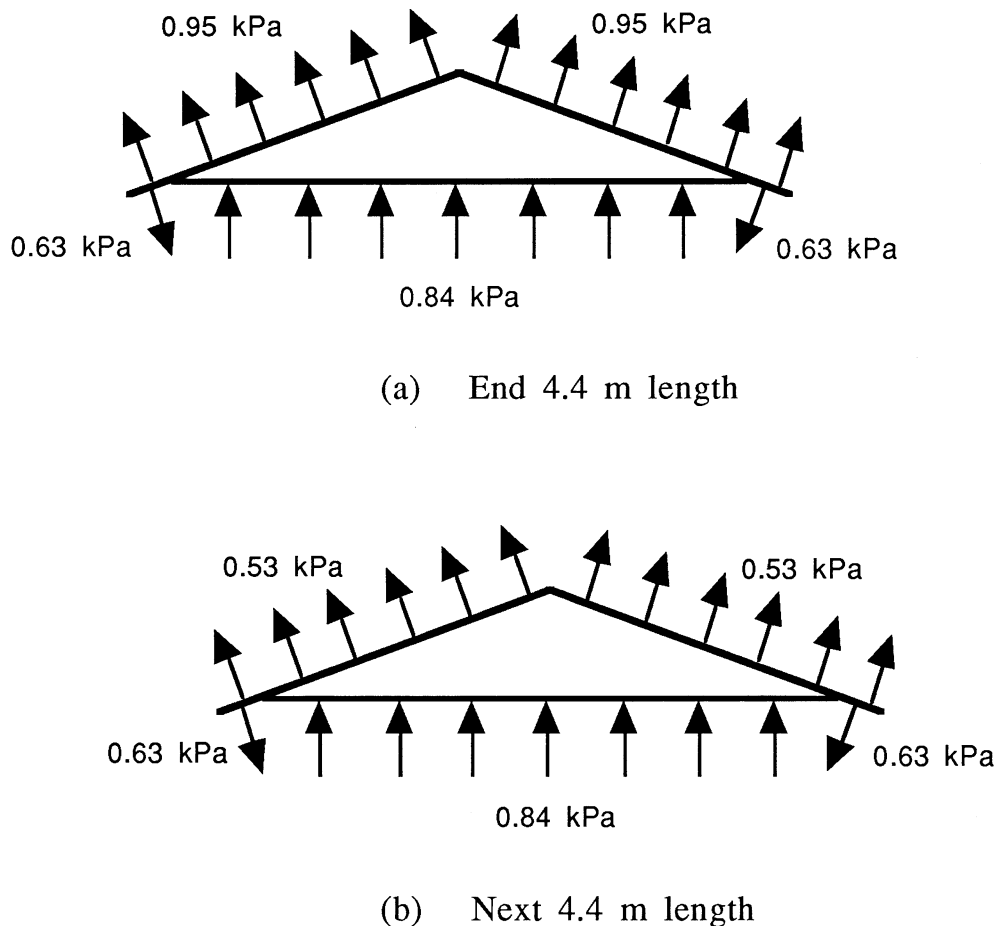 0.95 kPa 0.95 kPa
0.63 kPa 0.63 kPa
0.84 kPa
(a) End 4.4 m length
0.53 kPa 0.53 kPa
0.63 kPa 0.63 kPa
0.84 kPa
(b) Next 4.4 m length